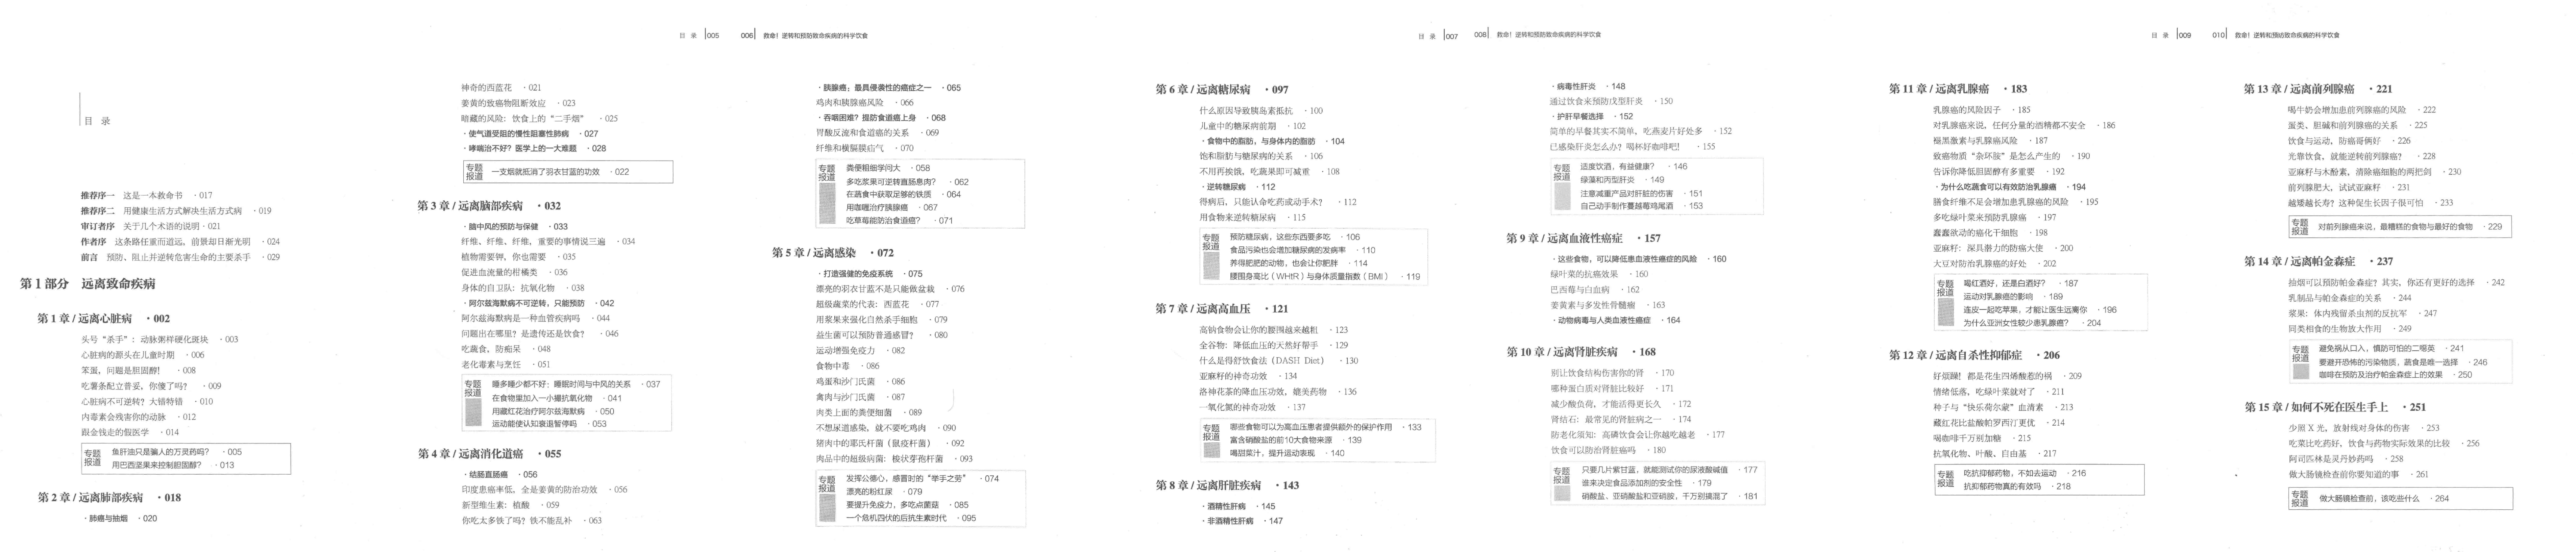 目 录
推荐序一 这是一本救命书 ·017
推荐序二 用健康生活方式解决生活方式病 ·019
审订者序 关于几个术语的说明·021
作者序 这条路任重而道远，前景却日渐光明 ·024
前言 预防、阻止并逆转危害生命的主要杀手 ·029
第1部分 远离致命疾病
第1章/远离心脏病 ·002
头号“杀手”：动脉粥样硬化斑块 ·003
心脏病的源头在儿童时期 ·006
笨蛋，问题是胆固醇！ ·008
吃薯条配立普妥，你傻了吗？ ·009
心脏病不可逆转？大错特错 ·010
内毒素会残害你的动脉 ·012
跟金钱走的假医学 ·014
专题报道
鱼肝油只是骗人的万灵药吗？ ·005
用巴西坚果来控制胆固醇？ ·013
第2章/远离肺部疾病 ·018
·肺癌与抽烟 ·020
目 录 005
神奇的西蓝花 ·021
姜黄的致癌物阻断效应 ·023
暗藏的风险：饮食上的“二手烟” ·025
·使气道受阻的慢性阻塞性肺病 ·027
·哮喘治不好？医学上的一大难题 ·028
专题报道
一支烟就抵消了羽衣甘蓝的功效 ·022
第3章/远离脑部疾病 ·032
·脑中风的预防与保健 ·033
纤维，纤维，纤维，重要的事情说三遍 ·034
植物需要钾，你也需要 ·035
促进血流量的柑橘类 ·036
身体的自卫队：抗氧化物 ·038
·阿尔兹海默病不可逆转，只能预防 ·042
阿尔兹海默病是一种血管疾病吗 ·044
问题出在哪里？是遗传还是饮食？ ·046
吃蔬食，防痴呆 ·048
老化毒素与烹饪 ·051
专题报道
睡多睡少都不好：睡眠时间与中风的关系 ·037
在食物里加入一小撮抗氧化物 ·041
用藏红花治疗阿尔兹海默病 ·050
运动能使认知衰退暂停吗 ·053
第4章/远离消化道癌 ·055
·结肠直肠癌 ·056
印度患癌率低，全是姜黄的防治功效 ·056
新型维生素：植酸 ·059
你吃太多铁了吗？铁不能乱补 ·063
006 救命！逆转和预防致命疾病的科学饮食
·胰腺癌：最具侵袭性的癌症之一 ·065
鸡肉和胰腺癌风险 ·066
·吞咽困难？提防食道癌上身 ·068
胃酸反流和食道癌的关系 ·069
纤维和横膈膜疝气 ·070
专题报道
粪便粗细学问大 ·058
多吃浆果可逆转直肠息肉？ ·062
在蔬食中获取足够的铁质 ·064
用咖喱治疗胰腺癌 ·067
吃草莓能防治食道癌？ ·071
第5章/远离感染 ·072
·打造强健的免疫系统 ·075
漂亮的羽衣甘蓝不是只能做盆栽 ·076
超级蔬菜的代表：西蓝花 ·077
用浆果来强化自然杀手细胞 ·079
益生菌可以预防普通感冒？ ·080
运动增强免疫力 ·082
食物中毒 ·086
鸡蛋和沙门氏菌 ·086
禽肉与沙门氏菌 ·087
肉类上面的粪便细菌 ·089
不想尿道感染，就不要吃鸡肉 ·090
猪肉中的耶氏杆菌（鼠疫杆菌） ·092
肉品中的超级病菌：梭状芽孢杆菌 ·093
专题报道
发挥公德心，感冒时的“举手之劳” ·074
漂亮的粉红尿 ·079
要提升免疫力，多吃点菌菇 ·085
一个危机四伏的后抗生素时代 ·095
目 录 007
第6章/远离糖尿病 ·097
什么原因导致胰岛素抵抗 ·100
儿童中的糖尿病前期 ·102
·食物中的脂肪，与身体内的脂肪 ·104
饱和脂肪与糖尿病的关系 ·106
不用再挨饿，吃蔬果即可减重 ·108
·逆转糖尿病 ·112
得病后，只能认命吃药或动手术？ ·112
用食物来逆转糖尿病 ·115
专题报道
预防糖尿病，这些东西要多吃 ·106
食品污染也会增加糖尿病的发病率 ·110
养得肥肥的动物，也会让你肥胖 ·114
腰围身高比（WHtR）与身体质量指数（BMI） ·119
第7章/远离高血压 ·121
高钠食物会让你的腰围越来越粗 ·123
全谷物：降低血压的天然好帮手 ·129
什么是得舒饮食法（DASH Diet） ·130
亚麻籽的神奇功效 ·134
洛神花茶的降血压功效，媲美药物 ·136
一氧化氮的神奇功效 ·137
专题报道
哪些食物可以为高血压患者提供额外的保护作用 ·133
富含硝酸盐的前10大食物来源 ·139
喝甜菜汁，提升运动表现 ·140
第8章/远离肝脏疾病 ·143
·酒精性肝病 ·145
·非酒精性肝病 ·147
008 救命！逆转和预防致命疾病的科学饮食
·病毒性肝炎 ·148
通过饮食来预防戊型肝炎 ·150
·护肝早餐选择 ·152
简单的早餐其实不简单，吃燕麦片好处多 ·152
已感染肝炎怎么办？喝杯好咖啡吧！ ·155
专题报道
适度饮酒，有益健康？ ·146
绿藻和丙型肝炎 ·149
注意减重产品对肝脏的伤害 ·151
自己动手制作蔓越莓鸡尾酒 ·153
第9章/远离血液性癌症 ·157
·这些食物，可以降低患血液性癌症的风险 ·160
绿叶菜的抗癌效果 ·160
巴西莓与白血病 ·162
姜黄素与多发性骨髓瘤 ·163
·动物病毒与人类血液性癌症 ·164
第10章/远离肾脏疾病 ·168
别让饮食结构伤害你的肾 ·170
哪种蛋白质对肾脏比较好 ·171
减少酸负荷，才能活得更长久 ·172
肾结石：最常见的肾脏病之一 ·174
防老化须知：高磷饮食会让你越吃越老 ·177
饮食可以防治肾脏癌吗 ·180
专题报道
只要几片紫甘蓝，就能测试你的尿液酸碱值 ·177
谁来决定食品添加剂的安全性 ·179
硝酸盐，亚硝酸盐和亚硝胺，千万别搞混了 ·181
目 录 009
第11章/远离乳腺癌 ·183
乳腺癌的风险因子 ·185
对乳腺癌来说，任何分量的酒精都不安全 ·186
褪黑激素与乳腺癌风险 ·187
致癌物质“杂环胺”是怎么产生的 ·190
告诉你降低胆固醇有多重要 ·192
·为什么吃蔬食可以有效防治乳腺癌 ·194
膳食纤维不足会增加患乳腺癌的风险 ·195
多吃绿叶菜来预防乳腺癌 ·197
蠢蠢欲动的癌化干细胞 ·198
亚麻籽：深具潜力的防癌大使 ·200
大豆对防治乳腺癌的好处 ·202
专题报道
喝红酒好，还是白酒好？ ·187
运动对乳腺癌的影响 ·189
连皮一起吃苹果，才能让医生远离你 ·196
为什么亚洲女性较少患乳腺癌？ ·204
第12章/远离自杀性抑郁症 ·206
好烦躁！都是花生四烯酸惹的祸 ·209
情绪低落，吃绿叶菜就对了 ·211
种子与“快乐荷尔蒙”血清素 ·213
藏红花比盐酸帕罗西汀更优 ·214
喝咖啡千万别加糖 ·215
抗氧化物、叶酸、自由基 ·217
专题报道
吃抗抑郁药物，不如去运动 ·216
抗抑郁药物真的有效吗 ·218
010 救命！逆转和预防致命疾病的科学饮食
第13章/远离前列腺癌 ·221
喝牛奶会增加患前列腺癌的风险 ·222
蛋类、胆碱和前列腺癌的关系 ·225
饮食与运动，防癌哥俩好 ·226
光靠饮食，就能逆转前列腺癌？ ·228
亚麻籽与木酚素，清除癌细胞的两把剑 ·230
前列腺肥大，试试亚麻籽 ·231
越矮越长寿？这种促生长因子很可怕 ·233
专题报道
对前列腺癌来说，最糟糕的食物与最好的食物 ·229
第14章/远离帕金森症 ·237
抽烟可以预防帕金森症？其实，你还有更好的选择 ·242
乳制品与帕金森症的关系 ·244
浆果：体内残留杀虫剂的反抗军 ·247
同类相食的生物放大作用 ·249
专题报道
避免祸从口入，慎防可怕的二噁英 ·241
要避开恐怖的污染物质，蔬食是唯一选择 ·246
咖啡在预防及治疗帕金森症上的效果 ·250
第15章/如何不死在医生手上 ·251
少照X光，放射线对身体的伤害 ·253
吃菜比吃药好，饮食与药物实际效果的比较 ·256
阿司匹林是灵丹妙药吗 ·258
做大肠镜检查前你要知道的事 ·261
专题报道
做大肠镜检查前，该吃些什么 ·264